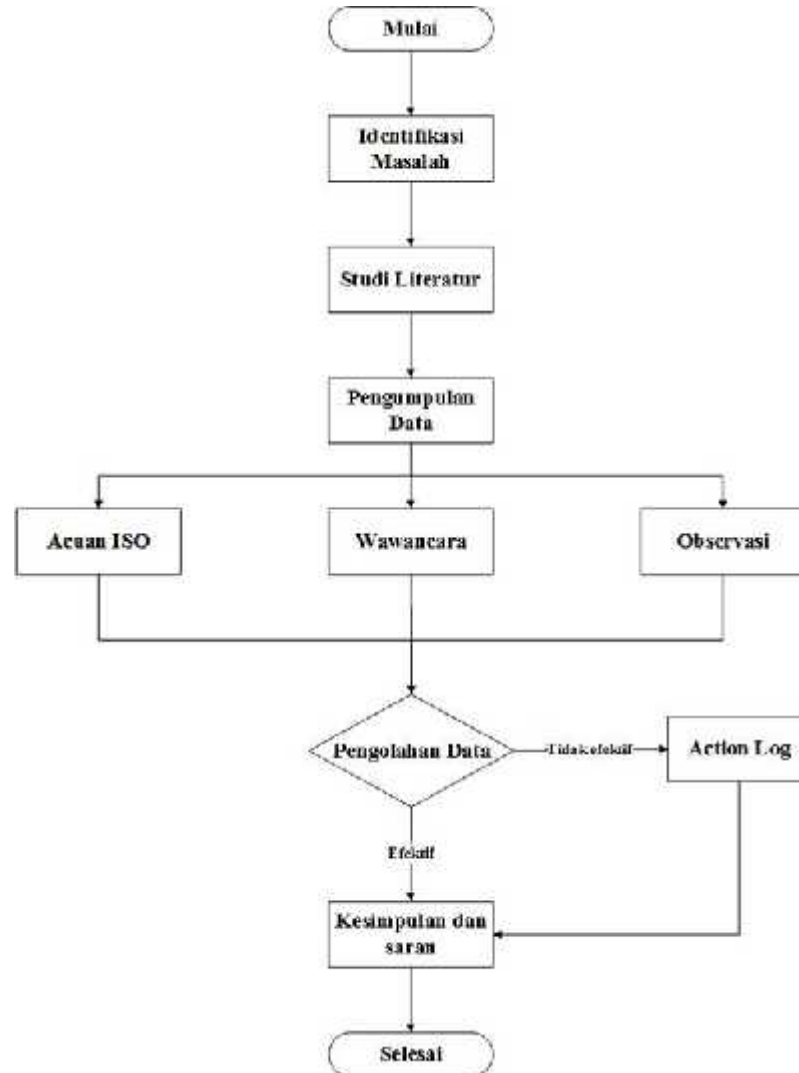 Mulai
Identifikasi
Masalah
Studi Literatur
Pengumpulan
Data
Acuan ISO
Wawancara
Observasi
Pengolahan Data
Tidak efektif
Action Log
Efektif
Kesimpulan dan
saran
Selesai